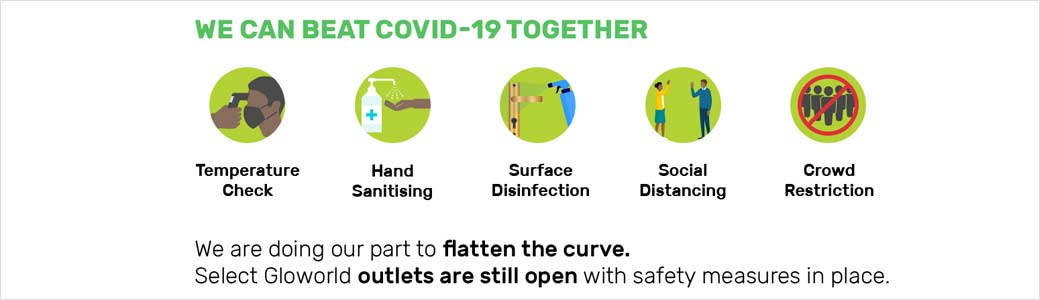 WE CAN BEAT COVID-19 TOGETHER
Temperature
Check
Hand
Sanitising
Surface
Disinfection
Social
Distancing
Crowd
Restriction
We are doing our part to flatten the curve.
Select Gloworld outlets are still open with safety measures in place.